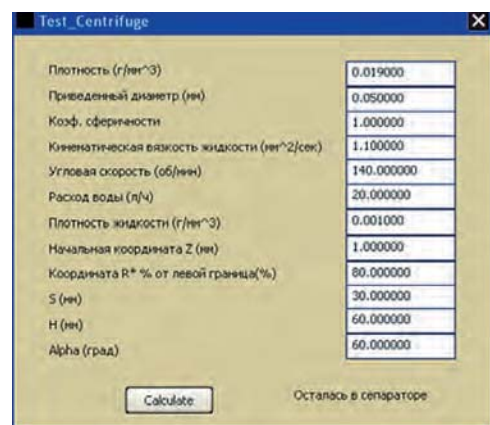 Test_Centrifuge
Плотность (г/мм^3) 0.019000
Приведенный диаметр (мм) 0.050000
Коэф. сферичности 1.000000
Кинематическая вязкость жидкости (мм^2/сек) 1.100000
Угловая скорость (об/мин) 140.000000
Расход воды (л/ч) 20.000000
Плотность жидкости (г/мм^3) 0.001000
Начальная координата Z (мм) 1.000000
Координата R* % от левой граница(%) 80.000000
S (мм) 30.000000
H (мм) 60.000000
Alpha (град) 60.000000
Calculate Осталась в сепараторе